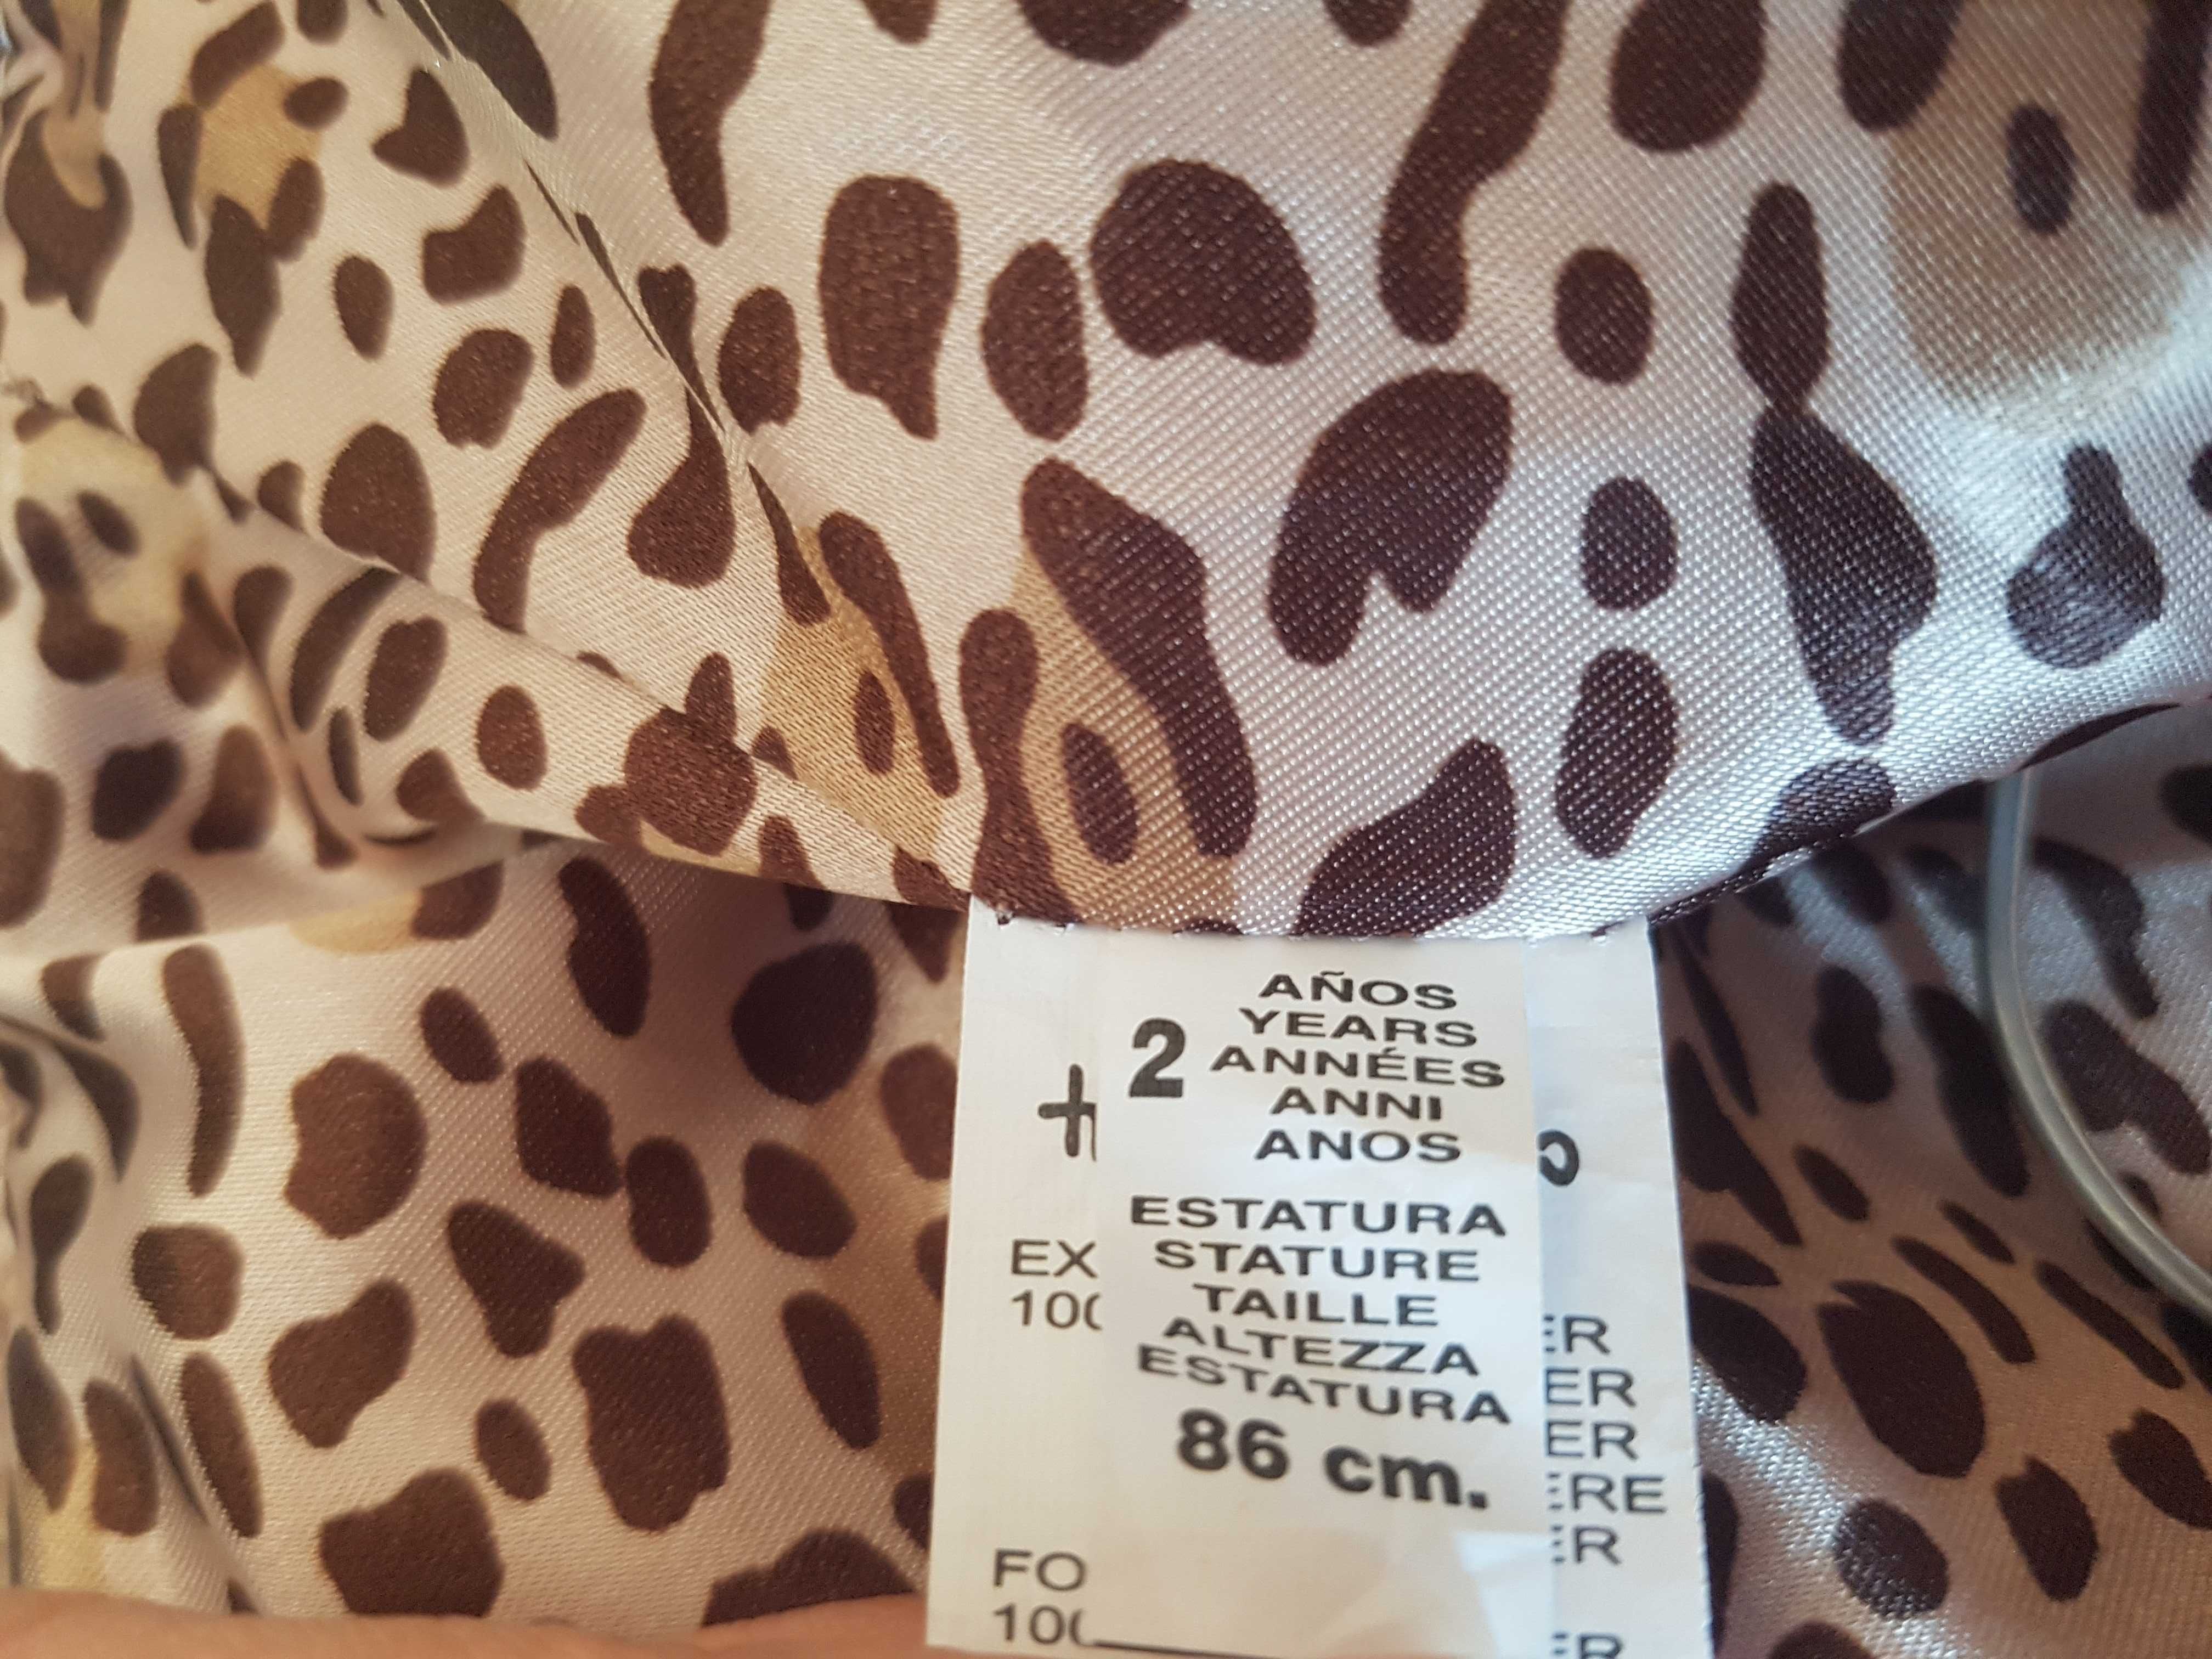 AÑOS
YEARS
2 ANNÉES
ANNI
ANOS
ESTATURA
STATURE
TAILLE
ALTEZZA
ESTATURA
86 cm.